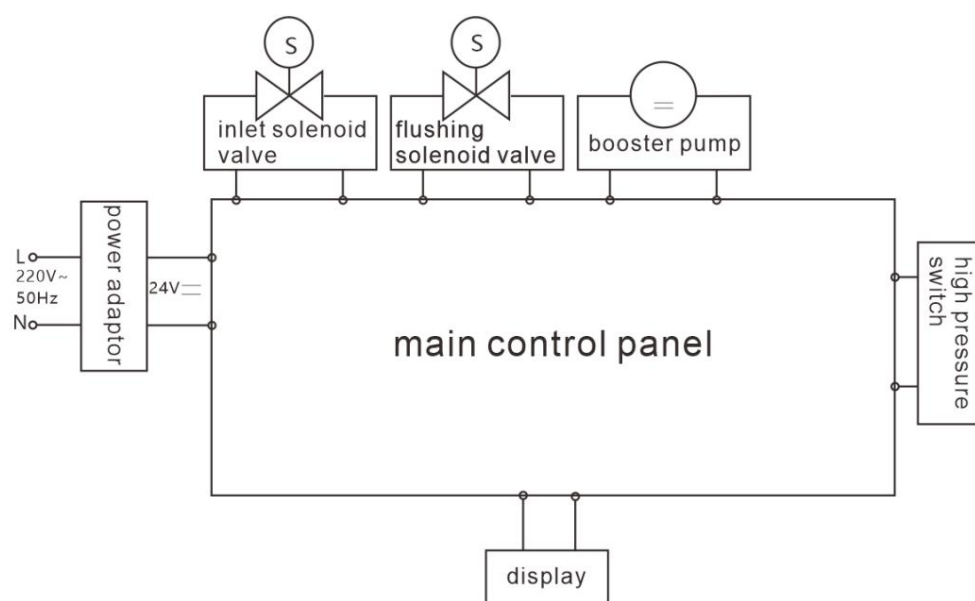 S
S
inlet solenoid
valve
flushing
solenoid valve
booster pump
power adaptor
L
220V~
50Hz
N
24V
main control panel
high pressure
switch
display